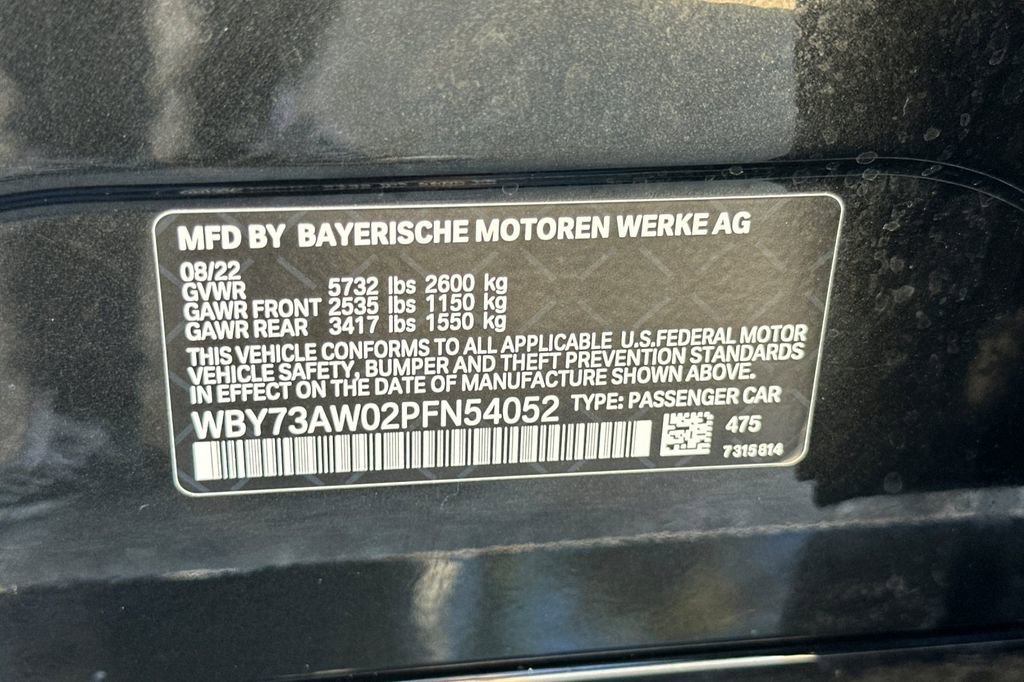 MFD BY BAYERISCHE MOTOREN WERKE AG
08/22
GVWR 5732 lbs 2600 kg
GAWR FRONT 2535 lbs 1150 kg
GAWR REAR 3417 lbs 1550 kg
THIS VEHICLE CONFORMS TO ALL APPLICABLE U.S.FEDERAL MOTOR
VEHICLE SAFETY, BUMPER AND THEFT PREVENTION STANDARDS
IN EFFECT ON THE DATE OF MANUFACTURE SHOWN ABOVE.
WBY73AW02PFN54052 TYPE: PASSENGER CAR
475
7315814